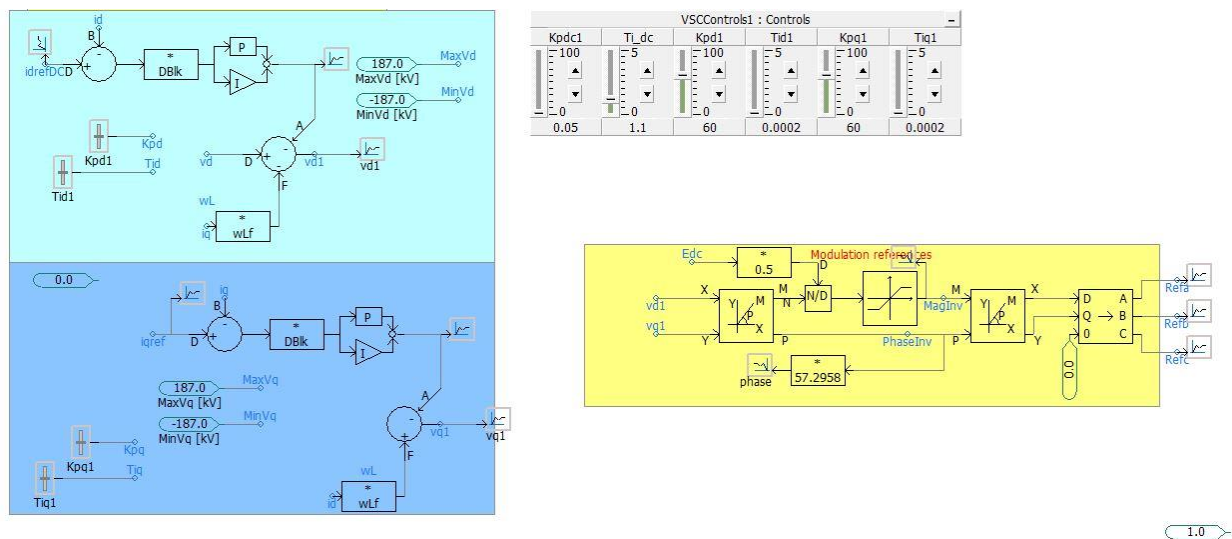 id
B
idrefDC
D
+
-
*
DBlk
P
I
187.0
MaxVd [kV]
MaxVd
-187.0
MinVd [kV]
MinVd
A
Kpd1
Kpd
Tid1
Tid
vd
D
+
-
-
vd1
vd1
F
wL
iq
*
wLf
0.0
iq
B
iqref
D
+
-
*
DBlk
P
I
187.0
MaxVq [kV]
MaxVq
-187.0
MinVq [kV]
MinVq
A
-
+
vq1
vq1
F
Kpq1
Kpq
Tiq1
Tiq
wL
id
*
wLf
VSCControls1 : Controls
Kpdc1 Ti_dc Kpd1 Tid1 Kpq1 Tiq1
100 5 100 5 100 5
0 0 0 0 0 0
0.05 1.1 60 0.0002 60 0.0002
Edc
*
0.5
Modulation references
D
N
N/D
vd1
X
vq1
Y
Y M
P
X
M
P
MagInv
PhaseInv
*
57.2958
phase
M
P
Y M
P
X
X
Y
D A
Q B
0 C
0.0
Refa
Refb
Refc
1.0